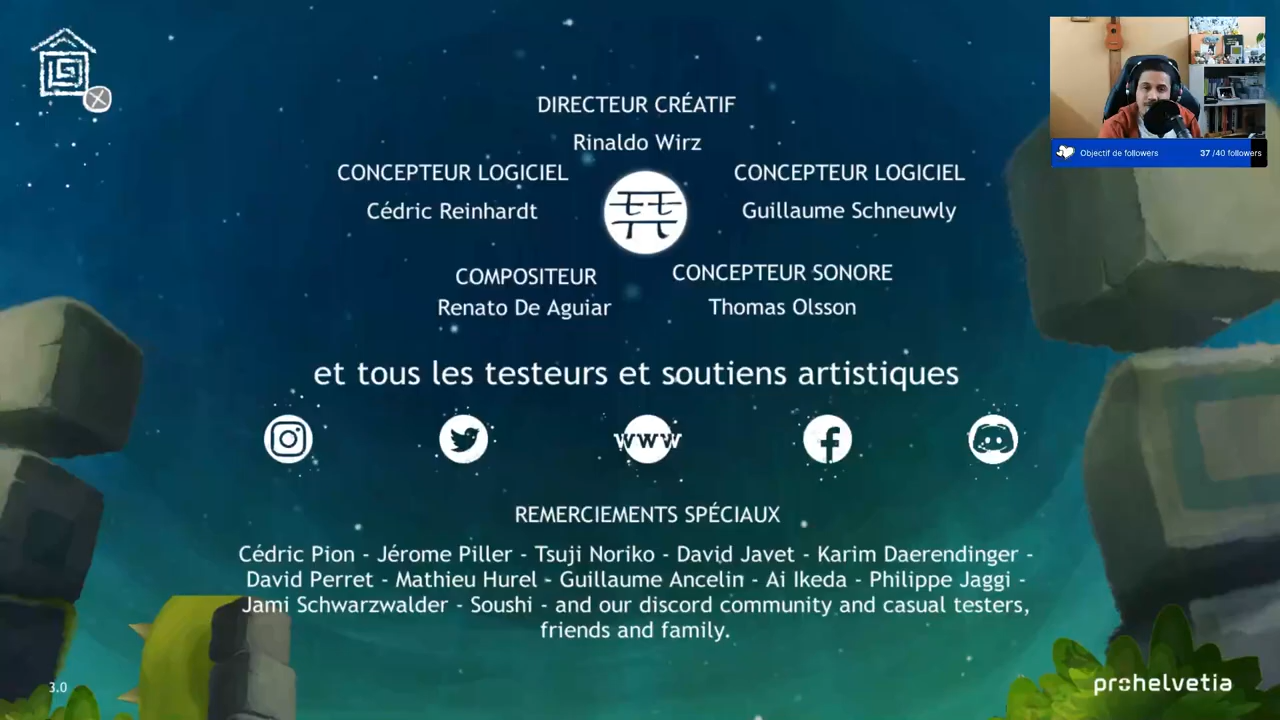 DIRECTEUR CRÉATIF
Rinaldo Wirz
CONCEPTEUR LOGICIEL
Cédric Reinhardt
CONCEPTEUR LOGICIEL
Guillaume Schneuwly
COMPOSITEUR
Renato De Aguiar
CONCEPTEUR SONORE
Thomas Olsson
et tous les testeurs et soutiens artistiques
www
REMERCIEMENTS SPÉCIAUX
Cédric Pion - Jérome Piller - Tsuji Noriko - David Javet - Karim Daerendinger -
David Perret - Mathieu Hurel - Guillaume Ancelin - Ai Ikeda - Philippe Jaggi -
Jami Schwarzwalder - Soushi - and our discord community and casual testers,
friends and family.
3.0
prohelvetia
Objectif de followers 37 /40 followers